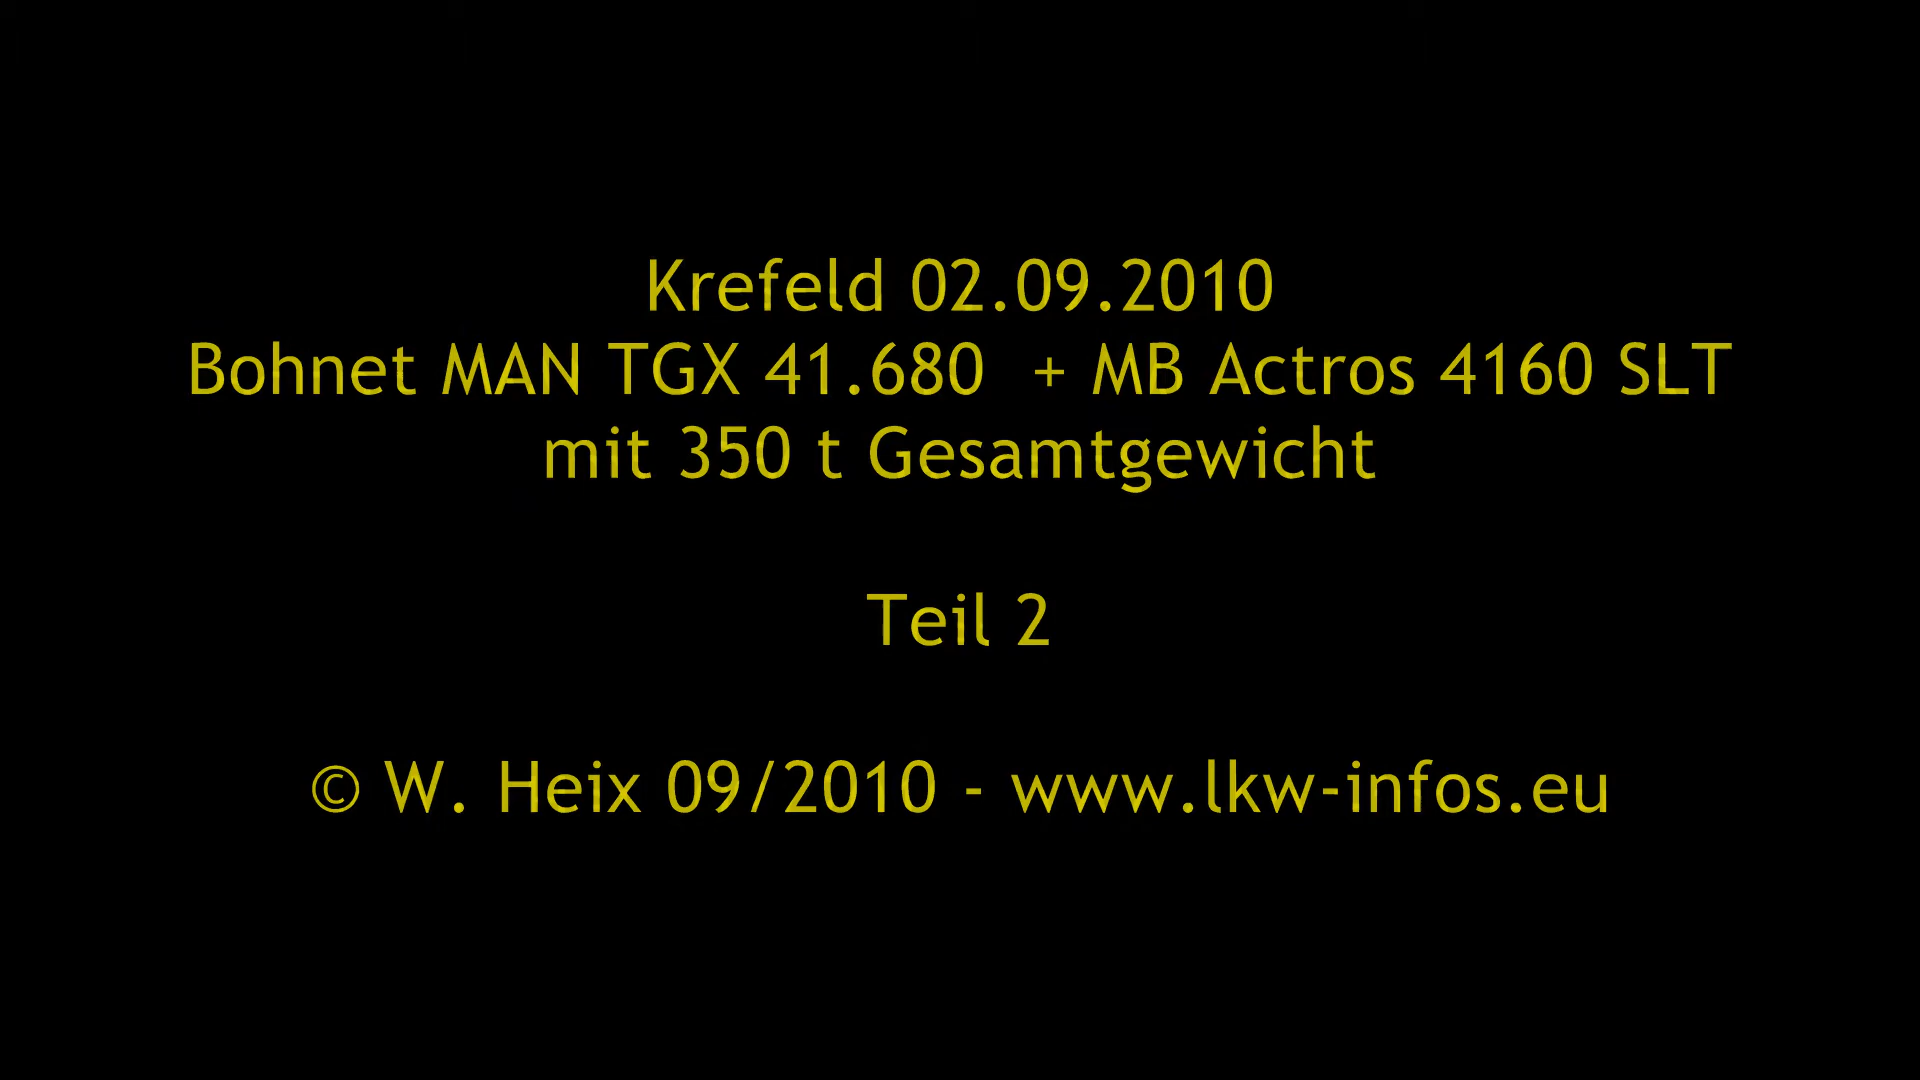 Krefeld 02.09.2010
Bohnet MAN TGX 41.680  + MB Actros 4160 SLT
mit 350 t Gesamtgewicht
Teil 2
© W. Heix 09/2010 - www.lkw-infos.eu